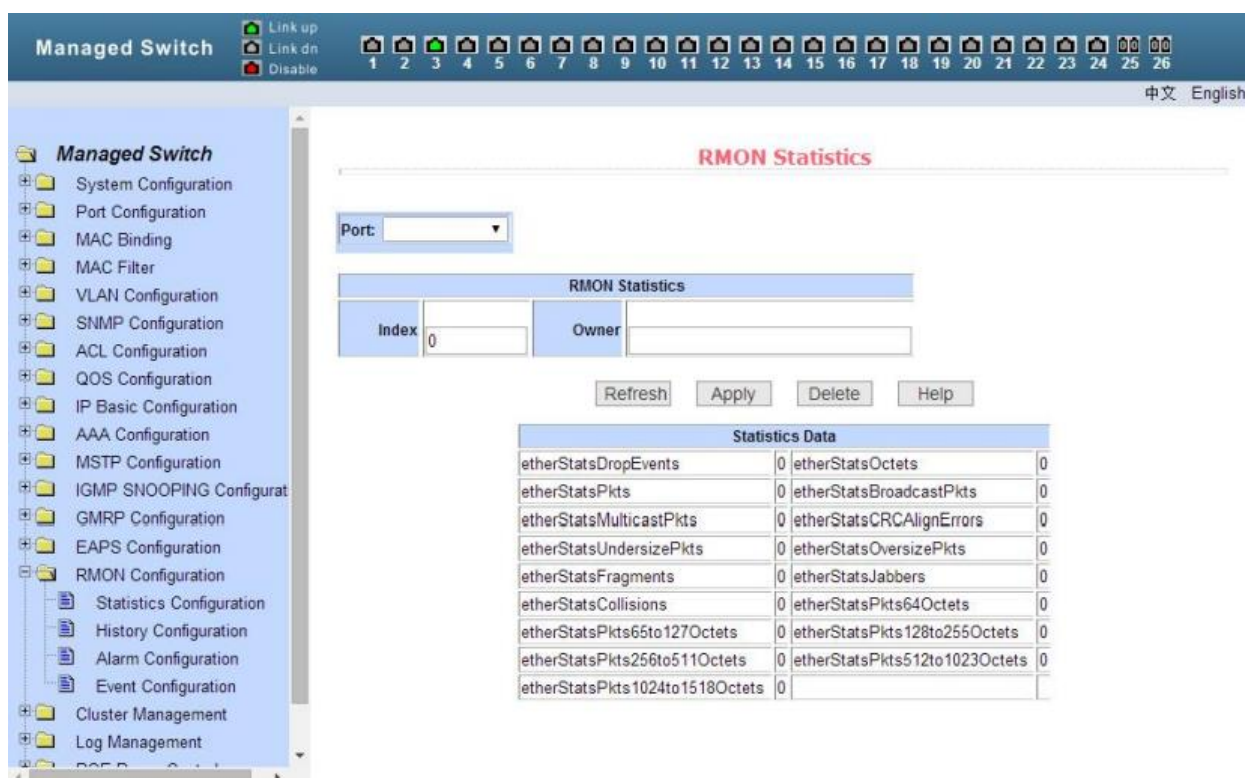 Managed Switch
Link up
Link dn
Disable
1 2 3 4 5 6 7 8 9 10 11 12 13 14 15 16 17 18 19 20 21 22 23 24 25 26
中文 English
Managed Switch
System Configuration
Port Configuration
MAC Binding
MAC Filter
VLAN Configuration
SNMP Configuration
ACL Configuration
QOS Configuration
IP Basic Configuration
AAA Configuration
MSTP Configuration
IGMP SNOOPING Configurat
GMRP Configuration
EAPS Configuration
RMON Configuration
Statistics Configuration
History Configuration
Alarm Configuration
Event Configuration
Cluster Management
Log Management
RMON Statistics
Port:
RMON Statistics
Index 0 Owner
Refresh Apply Delete Help
Statistics Data
etherStatsDropEvents 0 etherStatsOctets 0
etherStatsPkts 0 etherStatsBroadcastPkts 0
etherStatsMulticastPkts 0 etherStatsCRCAlignErrors 0
etherStatsUndersizePkts 0 etherStatsOversizePkts 0
etherStatsFragments 0 etherStatsJabbers 0
etherStatsCollisions 0 etherStatsPkts64Octets 0
etherStatsPkts65to127Octets 0 etherStatsPkts128to255Octets 0
etherStatsPkts256to511Octets 0 etherStatsPkts512to1023Octets 0
etherStatsPkts1024to1518Octets 0